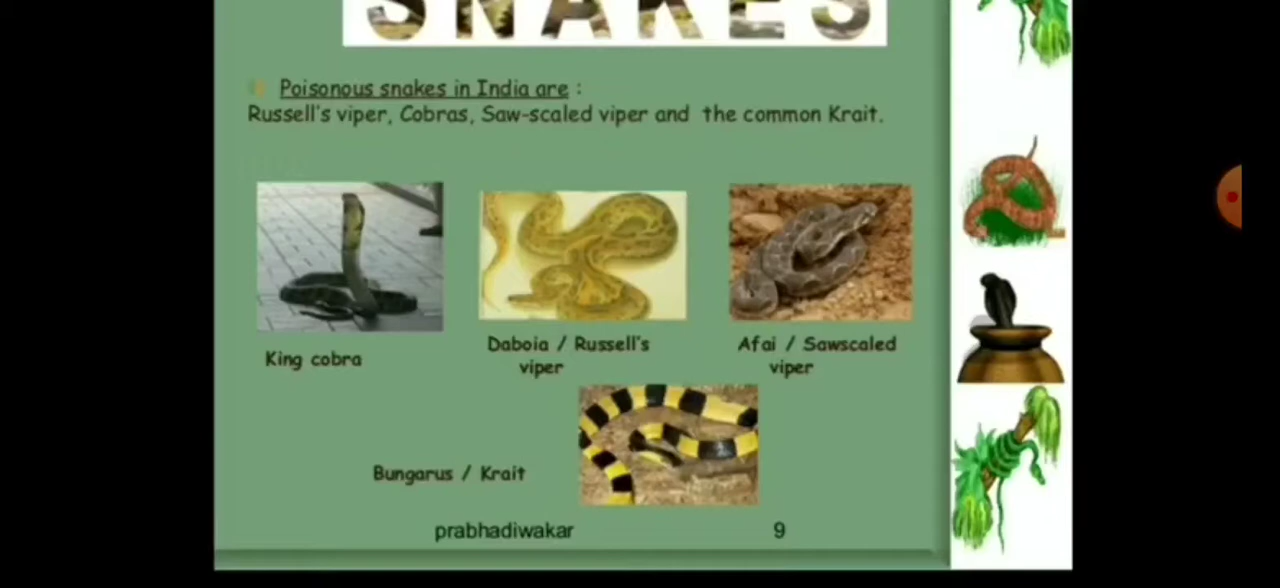 SNAKES
Poisonous snakes in India are :
Russell's viper, Cobras, Saw-scaled viper and the common Krait.
King cobra
Daboia / Russell's
viper
Afai / Sawscaled
viper
Bungarus / Krait
prabhadiwakar
9